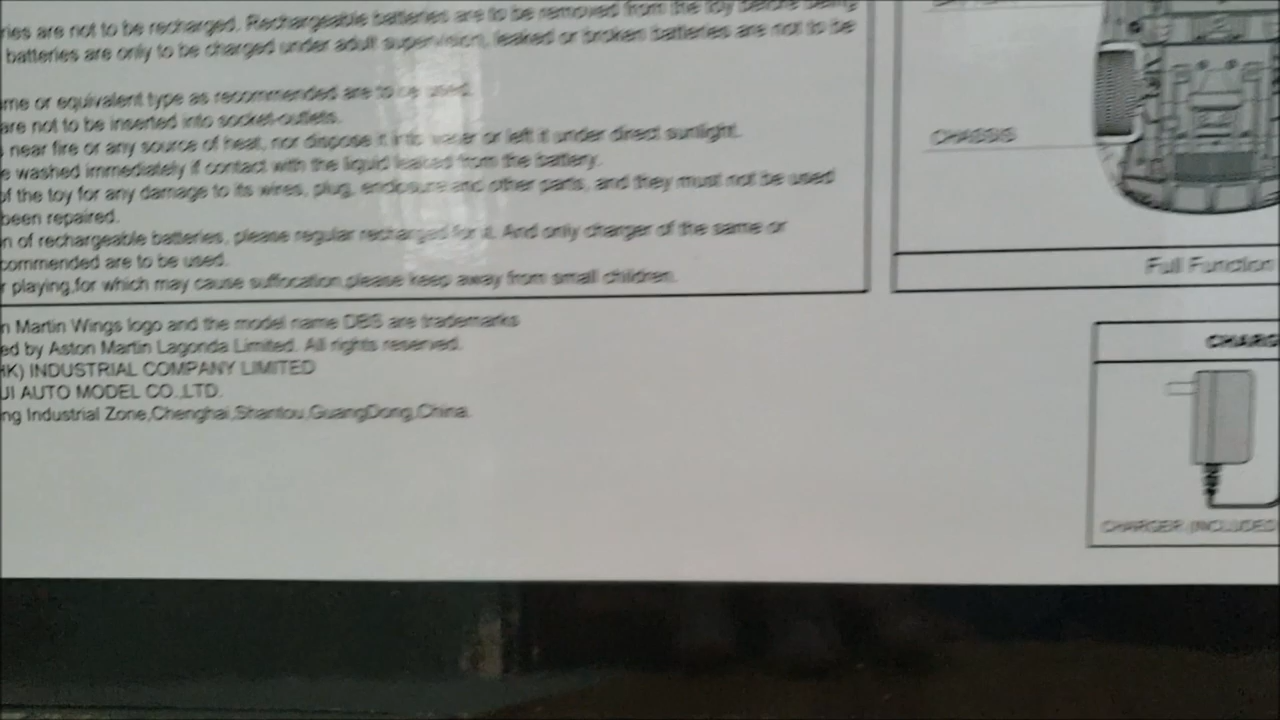 ries are not to be recharged. Rechargeable batteries are to be removed from the toy before being
batteries are only to be charged under adult supervision, leaked or broken batteries are not to be
me or equivalent type as recommended are to be used.
are not to be inserted into socket-outlets.
near fire or any source of heat, nor dispose it into water or left it under direct sunlight.
e washed immediately if contact with the liquid leaked from the battery.
of the toy for any damage to its wires, plug, enclosure and other parts, and they must not be used
been repaired.
n of rechargeable batteries, please regular recharged for it. And only charger of the same or
commended are to be used.
r playing,for which may cause suffocation,please keep away from small children.
n Martin Wings logo and the model name DBS are trademarks
ed by Aston Martin Lagonda Limited. All rights reserved.
HK) INDUSTRIAL COMPANY LIMITED
UI AUTO MODEL CO.,LTD.
ng Industrial Zone,Chenghai,Shantou,GuangDong,China.
CHASSIS
Full Function
CHARG
CHARGER (INCLUDED